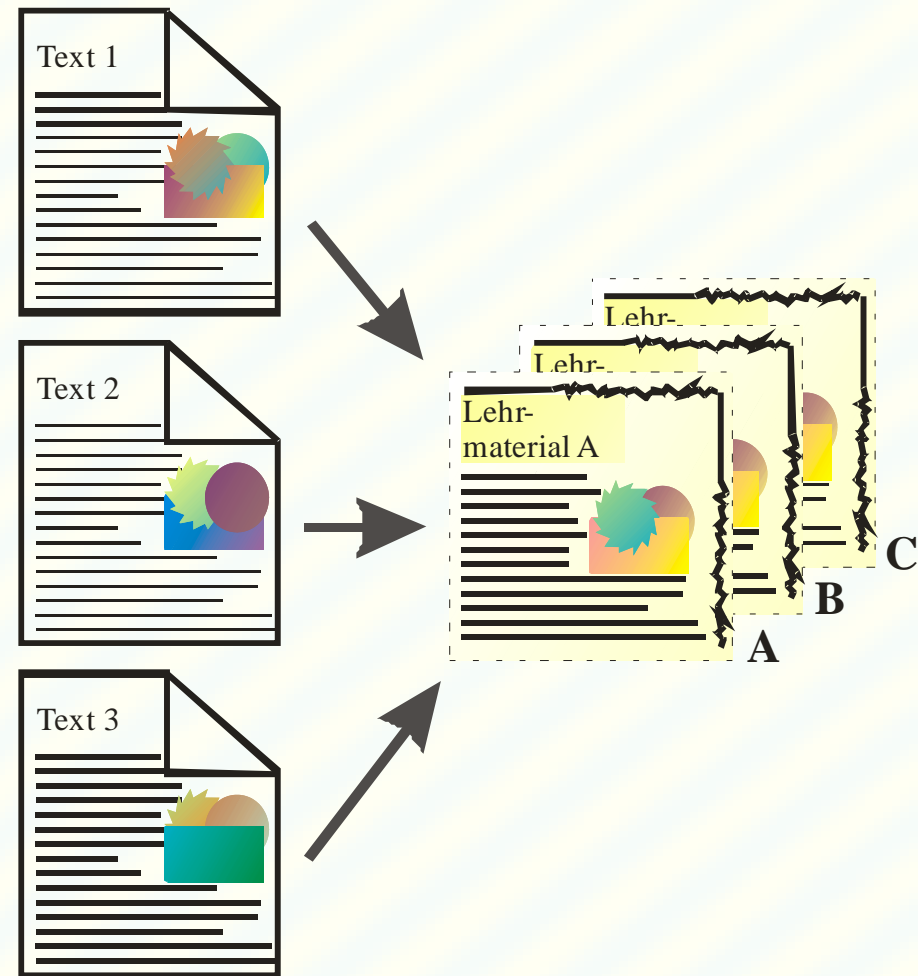 Text 1
Text 2
Text 3
Lehr-
Lehr-
Lehr-
material A
A
B
C